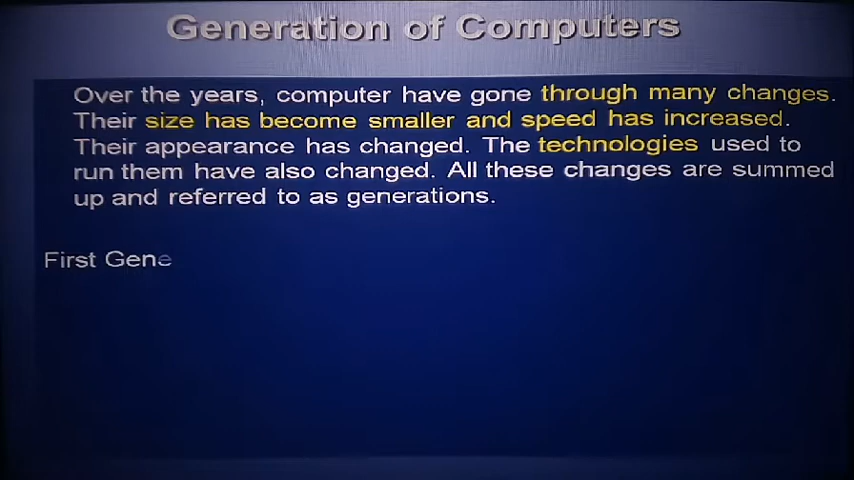 Generation of Computers
Over the years, computer have gone through many changes.
Their size has become smaller and speed has increased.
Their appearance has changed. The technologies used to
run them have also changed. All these changes are summed
up and referred to as generations.
First Gene